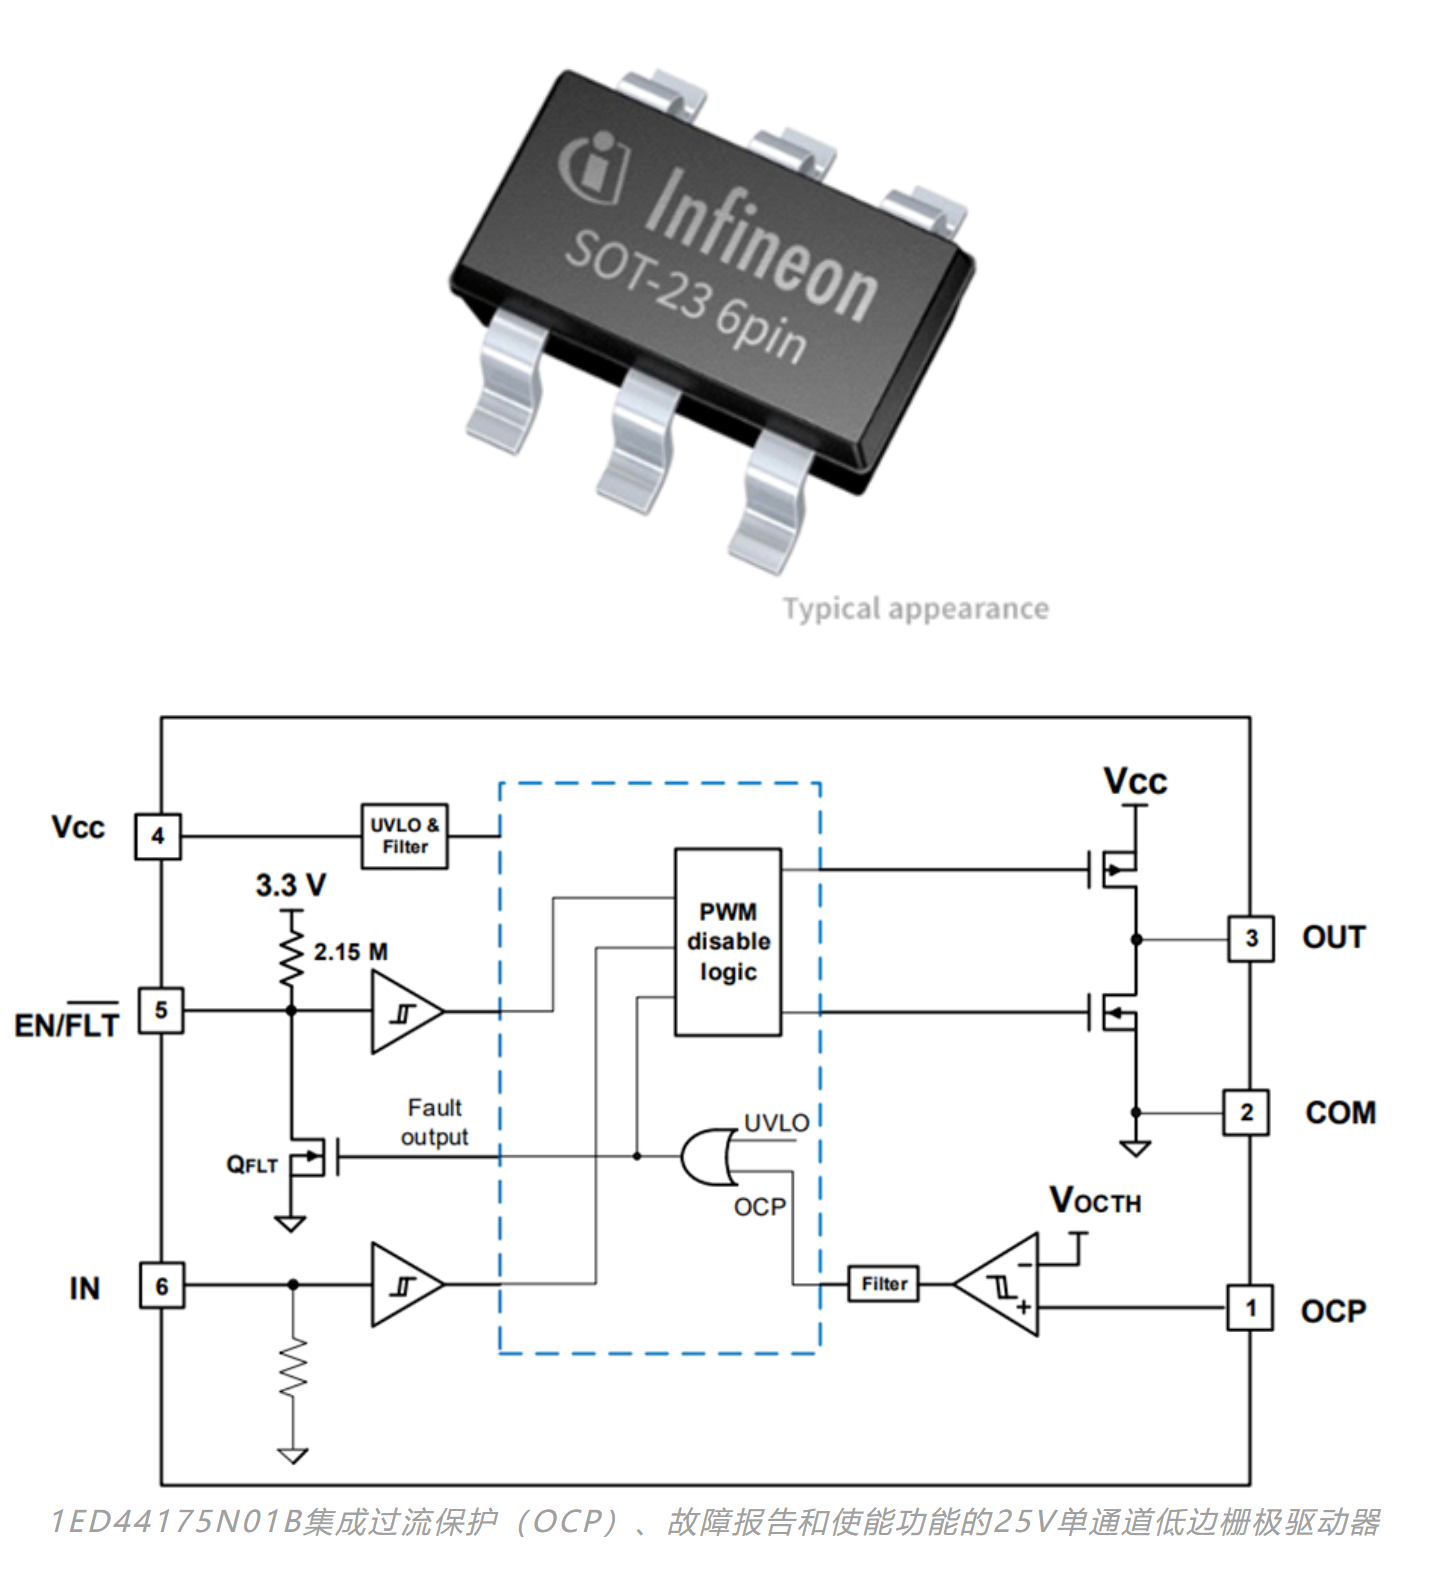 Infineon
SOT-23 6pin
Typical appearance
Vcc
Vcc
4
UVLO &
Filter
3.3 V
2.15 M
PWM
disable
logic
3
OUT
5
EN/FLT
Fault
output
UVLO
2
COM
QFLT
OCP
VOCTH
IN
6
Filter
-
+
1
OCP
1ED44175N01B集成过流保护（OCP）、故障报告和使能功能的25V单通道低边栅极驱动器